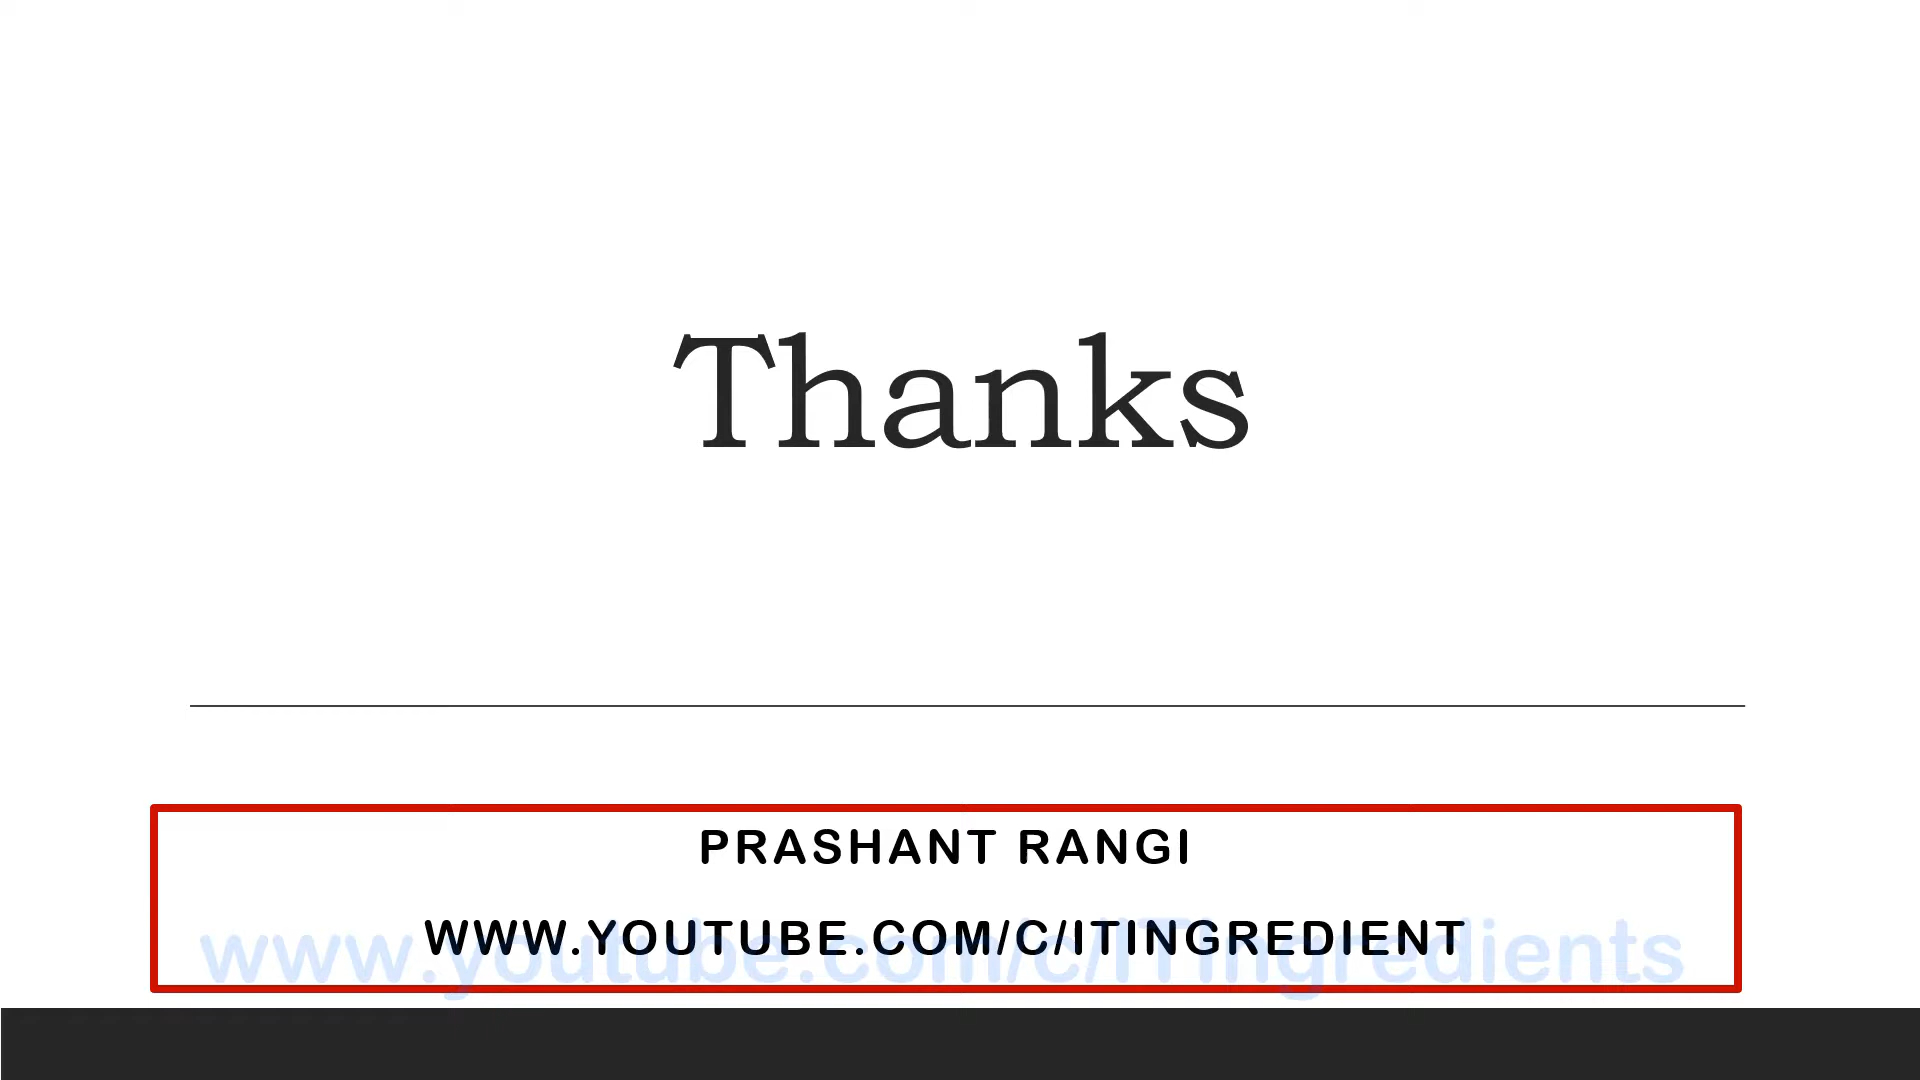 Thanks
PRASHANT RANGI
WWW.YOUTUBE.COM/C/ITINGREDIENT
www.youtube.com/c/ITingredients